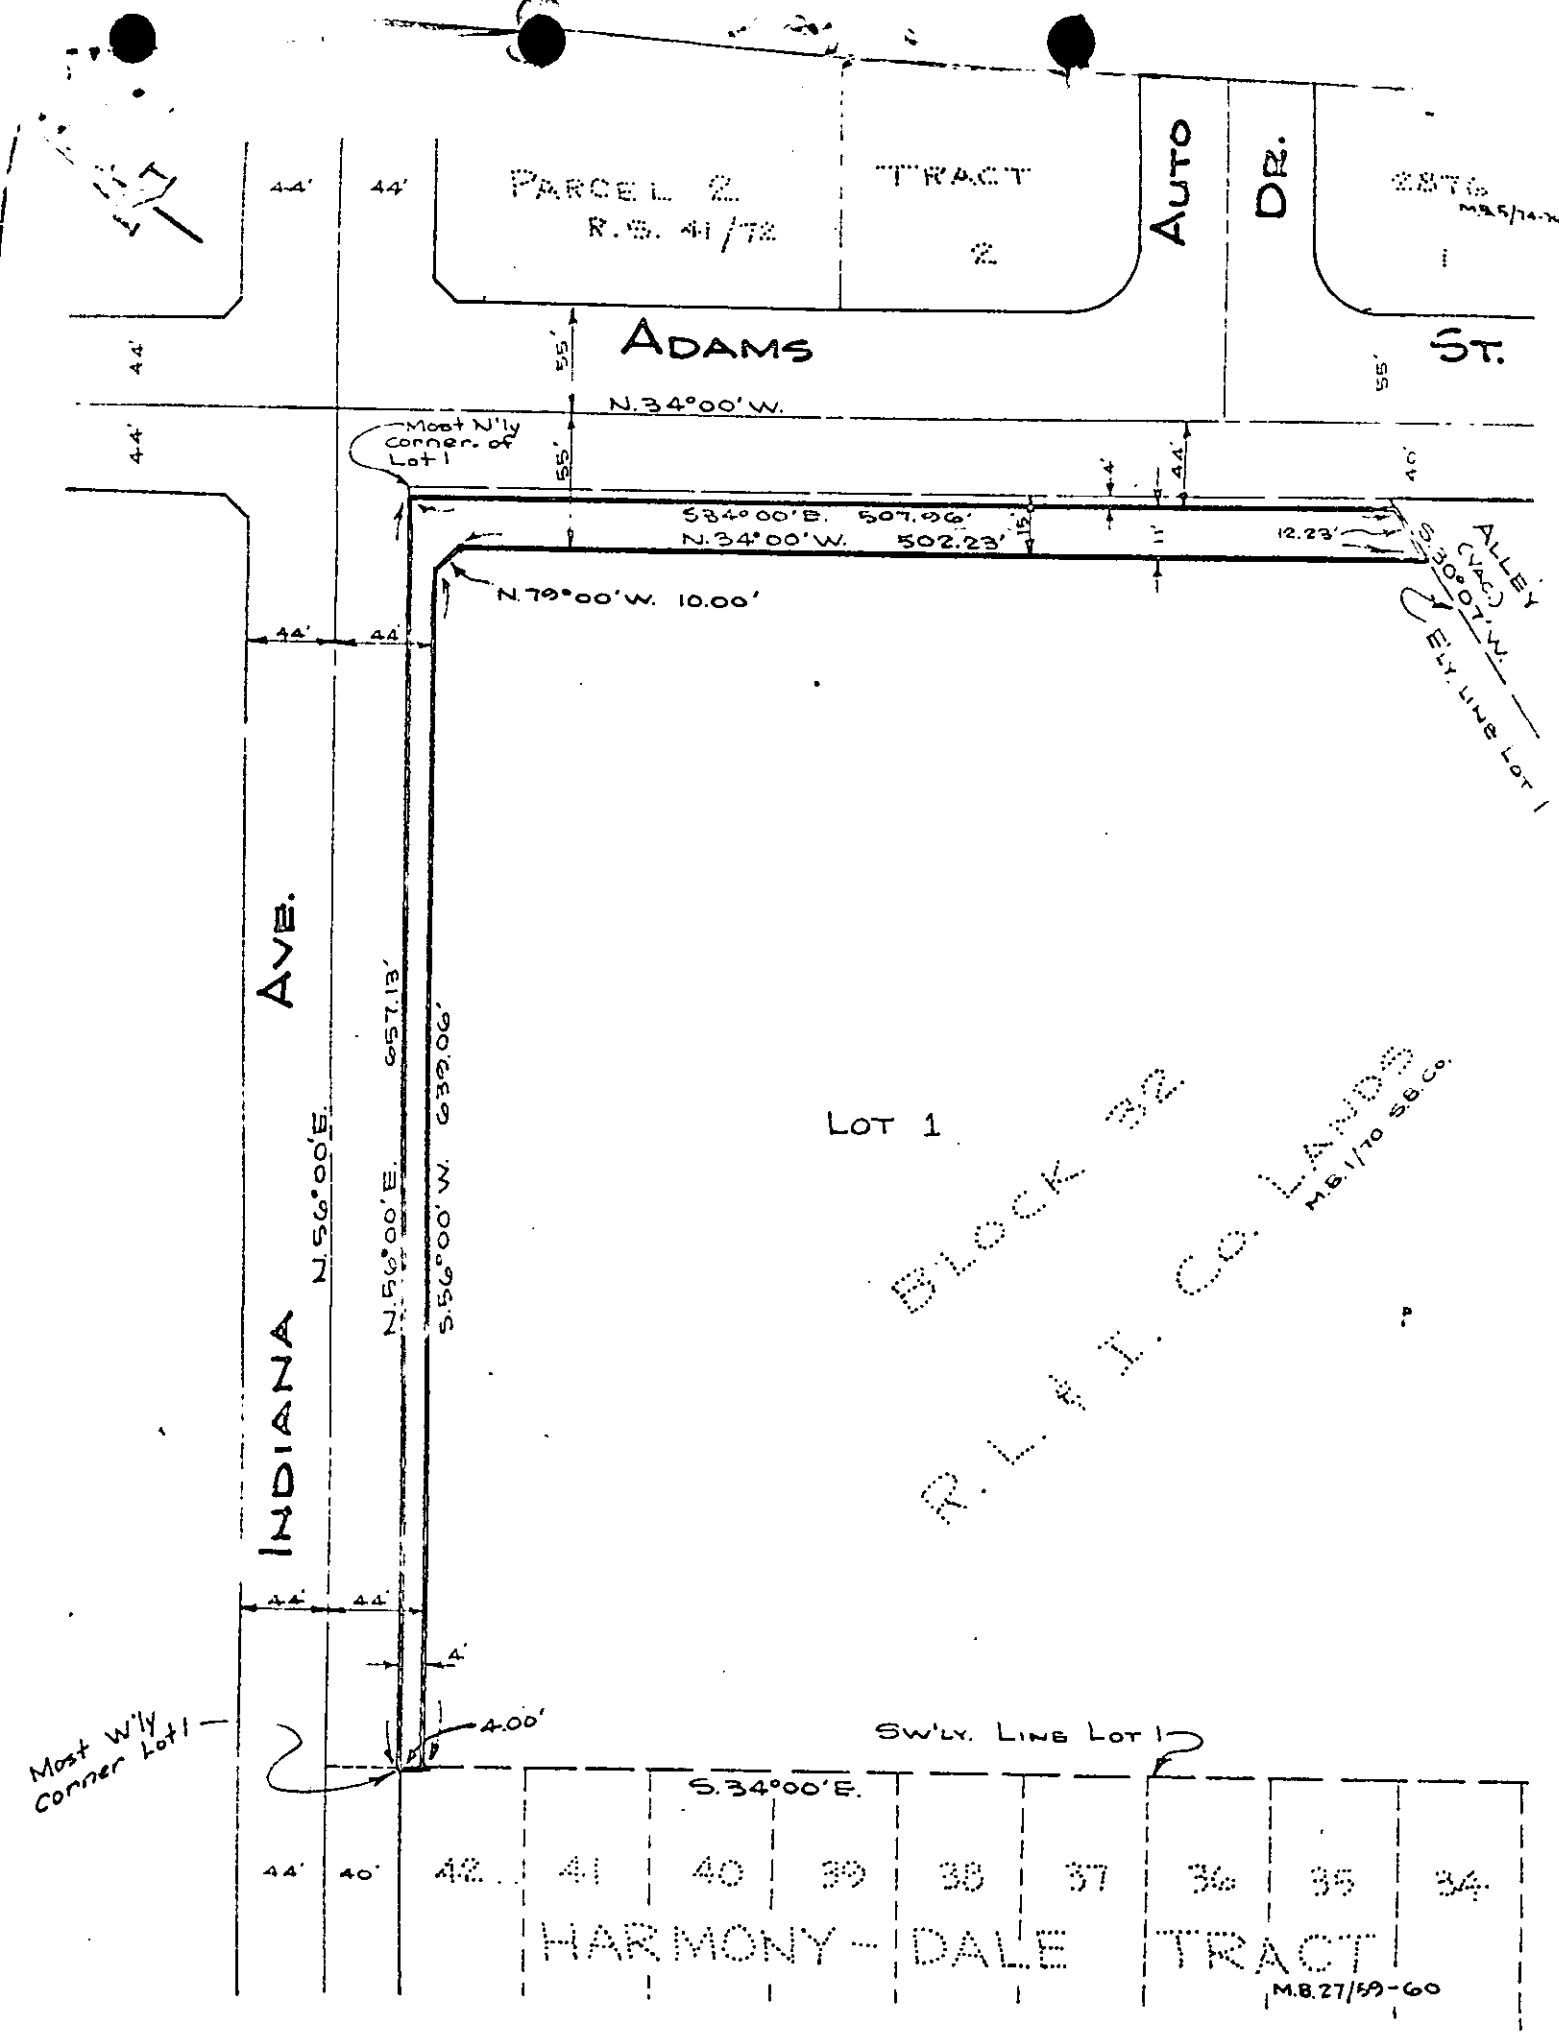 44'
44'
PARCEL 2
R.S. 41/72
TRACT
2
AUTO
DR.
2876
1
44'
44'
55'
ADAMS
ST.
55'
N.34°00'W.
Most N'ly
corner. of
Lot 1
55'
4'
44'
40'
S34°00'E. 507.96'
N.34°00'W. 502.23'
15'
11'
12.23'
S.30°07'W.
ALLEY
(VAC.)
ELY. LINE LOT 1
N.79°00'W. 10.00'
44'
44'
INDIANA AVE.
N.56°00'E.
N.56°00'E. 657.13'
S.56°00'W. 639.06'
LOT 1
BLOCK 32
R. L. & I. CO. LANDS
M.B. 1/70 S.B. Co.
44'
44'
4'
4.00'
Most W'ly
corner Lot 1
SW'LY. LINE LOT 1
S.34°00'E.
44'
40'
42
41
40
39
38
37
36
35
34
HARMONY-DALE TRACT
M.B.27/59-60